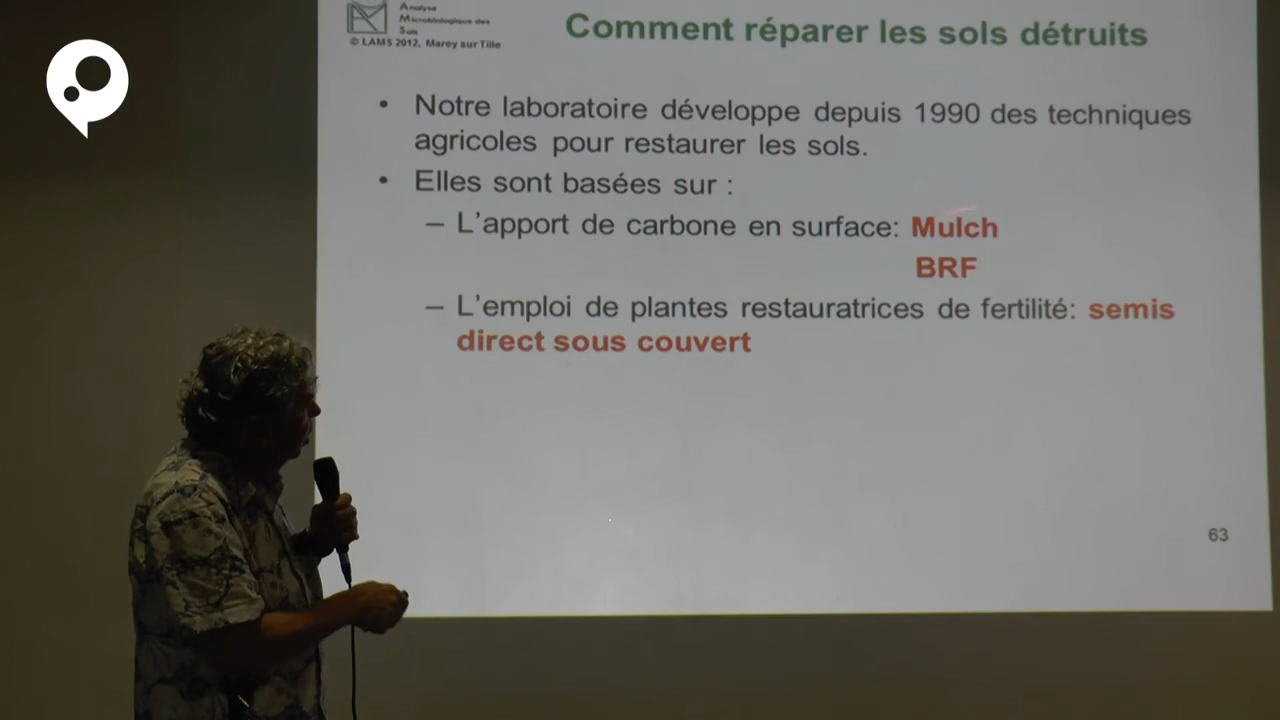 Analyse
Microbiologique des
Sols
© LAMS 2012, Marey sur Tille
Comment réparer les sols détruits
• Notre laboratoire développe depuis 1990 des techniques
agricoles pour restaurer les sols.
• Elles sont basées sur :
– L'apport de carbone en surface: Mulch
BRF
– L'emploi de plantes restauratrices de fertilité: semis
direct sous couvert
63